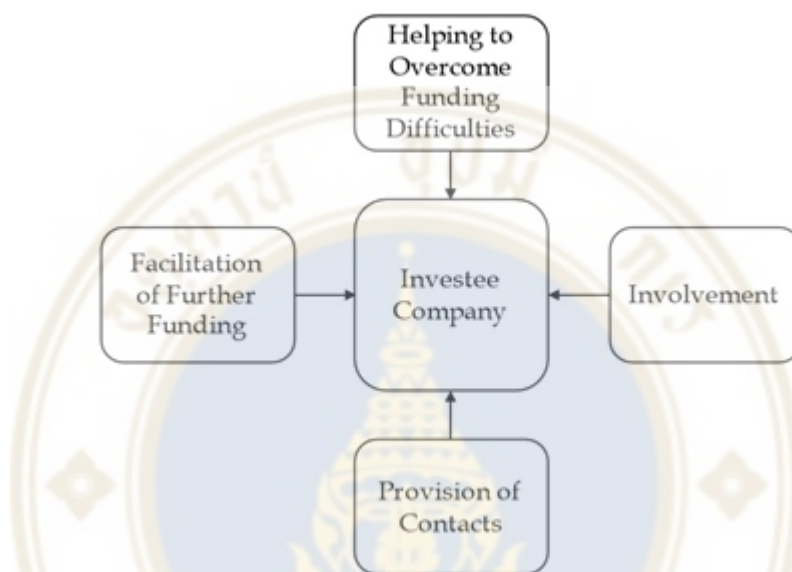 Helping to
Overcome
Funding
Difficulties
Facilitation
of Further
Funding
Investee
Company
Involvement
Provision of
Contacts